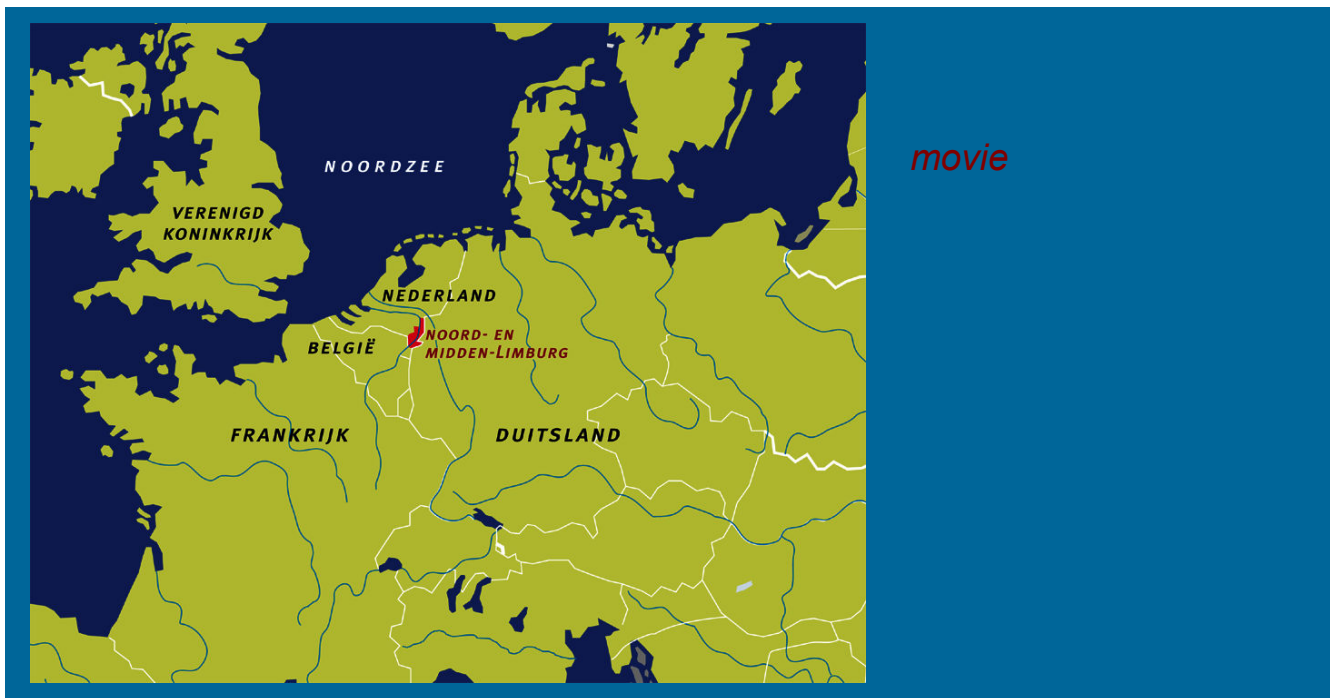 NOORDZEE
movie
VERENIGD
KONINKRIJK
NEDERLAND
NOORD- EN
MIDDEN-LIMBURG
BELGIË
FRANKRIJK
DUITSLAND